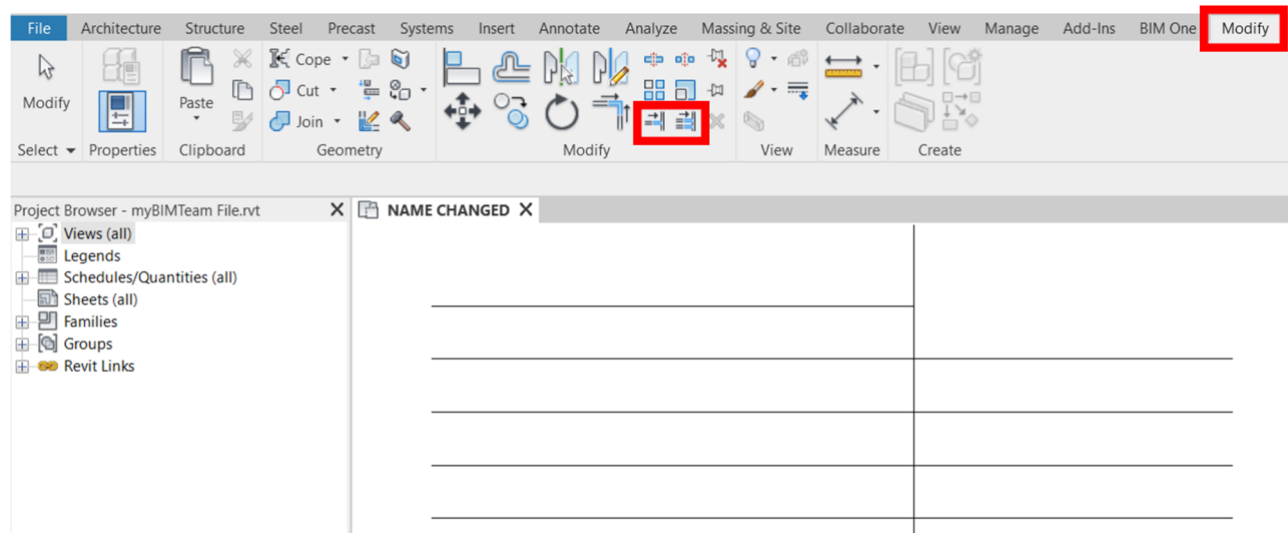 File Architecture Structure Steel Precast Systems Insert Annotate Analyze Massing & Site Collaborate View Manage Add-Ins BIM One Modify
Cope
Modify Paste Cut
Join
Select Properties Clipboard Geometry Modify View Measure Create
Project Browser - myBIMTeam File.rvt X NAME CHANGED X
Views (all)
Legends
Schedules/Quantities (all)
Sheets (all)
Families
Groups
Revit Links